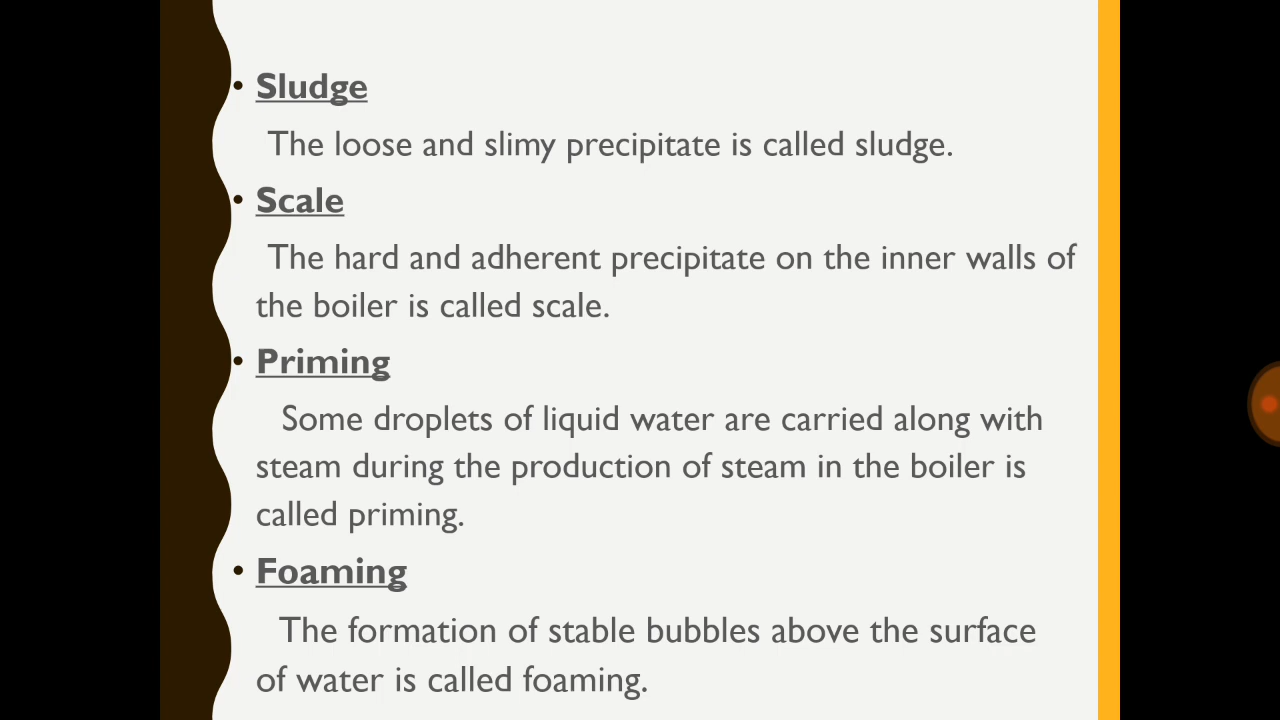 • Sludge
The loose and slimy precipitate is called sludge.
• Scale
The hard and adherent precipitate on the inner walls of
the boiler is called scale.
• Priming
Some droplets of liquid water are carried along with
steam during the production of steam in the boiler is
called priming.
• Foaming
The formation of stable bubbles above the surface
of water is called foaming.